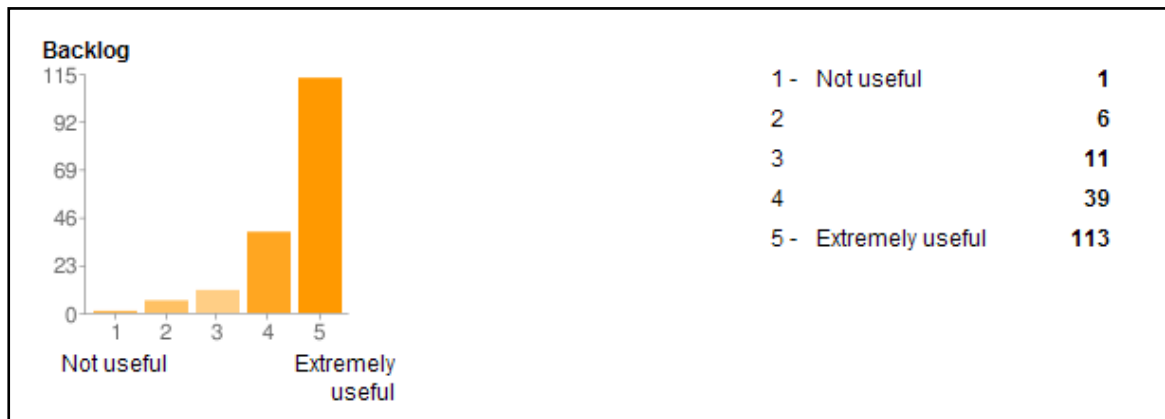 Backlog
115
92
69
46
23
0
1 2 3 4 5
Not useful Extremely
useful
1 - Not useful 1
2 6
3 11
4 39
5 - Extremely useful 113